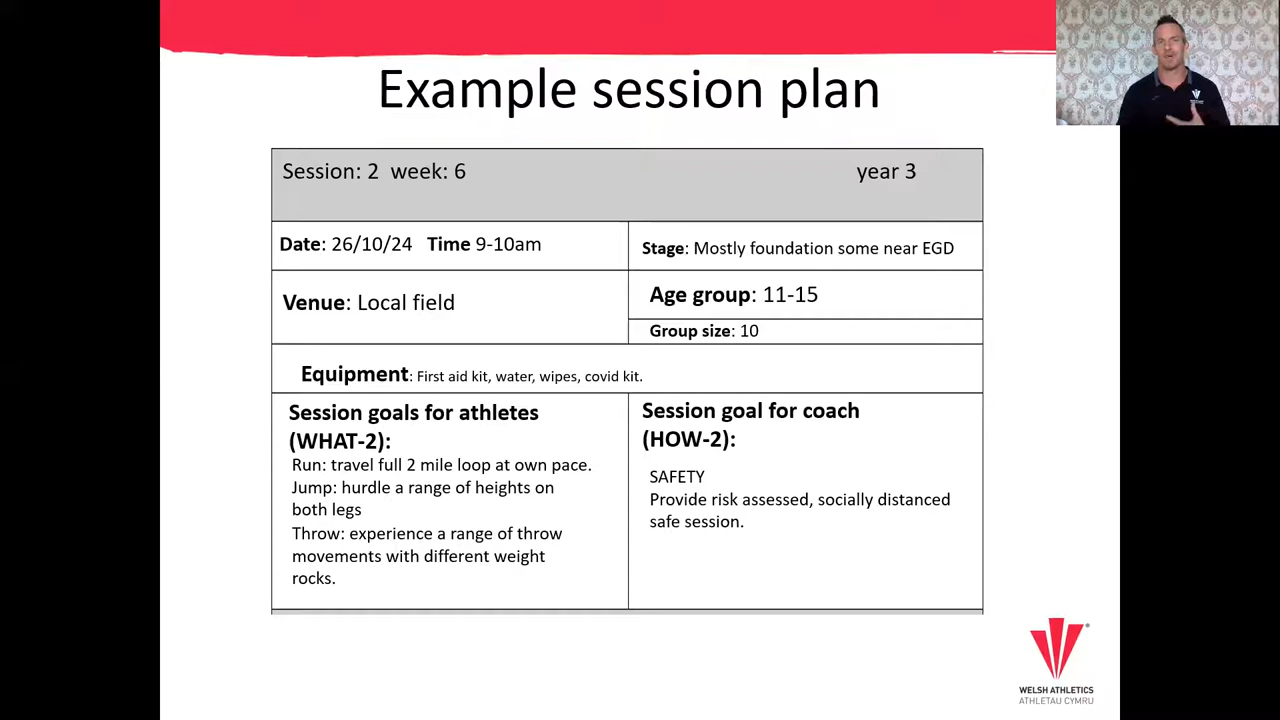 Example session plan
Session: 2 week: 6 year 3
Date: 26/10/24 Time 9-10am
Stage: Mostly foundation some near EGD
Venue: Local field
Age group: 11-15
Group size: 10
Equipment: First aid kit, water, wipes, covid kit.
Session goals for athletes
(WHAT-2):
Run: travel full 2 mile loop at own pace.
Jump: hurdle a range of heights on
both legs
Throw: experience a range of throw
movements with different weight
rocks.
Session goal for coach
(HOW-2):
SAFETY
Provide risk assessed, socially distanced
safe session.
WELSH ATHLETICS
ATHLETAU CYMRU